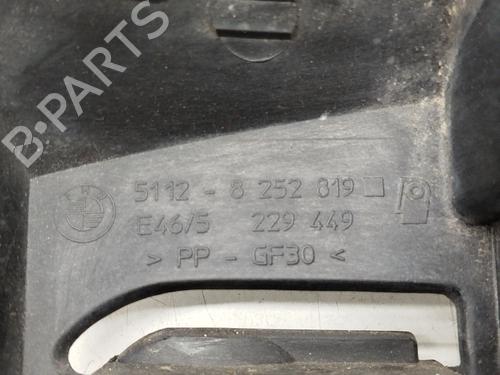 B-PARTS
5112 - 8 252 819
E46/5 229 449
> PP - GF30 <